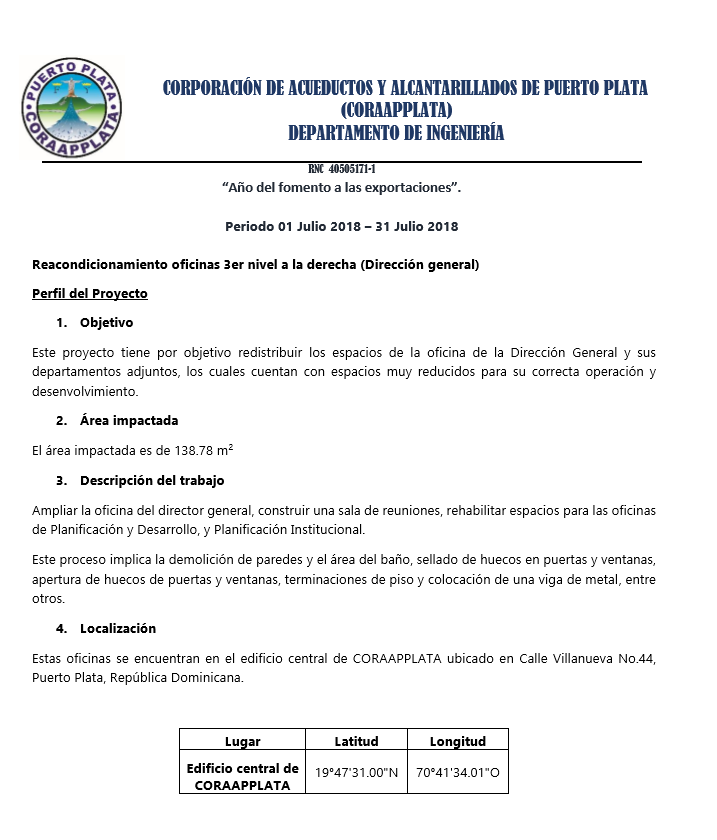 PUERTO PLATA
CORAAPPLATA
CORPORACIÓN DE ACUEDUCTOS Y ALCANTARILLADOS DE PUERTO PLATA
(CORAAPPLATA)
DEPARTAMENTO DE INGENIERÍA
RNC 40505171-1
“Año del fomento a las exportaciones”.
Periodo 01 Julio 2018 – 31 Julio 2018
Reacondicionamiento oficinas 3er nivel a la derecha (Dirección general)
Perfil del Proyecto
1. Objetivo
Este proyecto tiene por objetivo redistribuir los espacios de la oficina de la Dirección General y sus
departamentos adjuntos, los cuales cuentan con espacios muy reducidos para su correcta operación y
desenvolvimiento.
2. Área impactada
El área impactada es de 138.78 m²
3. Descripción del trabajo
Ampliar la oficina del director general, construir una sala de reuniones, rehabilitar espacios para las oficinas
de Planificación y Desarrollo, y Planificación Institucional.
Este proceso implica la demolición de paredes y el área del baño, sellado de huecos en puertas y ventanas,
apertura de huecos de puertas y ventanas, terminaciones de piso y colocación de una viga de metal, entre
otros.
4. Localización
Estas oficinas se encuentran en el edificio central de CORAAPPLATA ubicado en Calle Villanueva No.44,
Puerto Plata, República Dominicana.
Lugar Latitud Longitud
Edificio central de
CORAAPPLATA 19°47'31.00"N 70°41'34.01"O